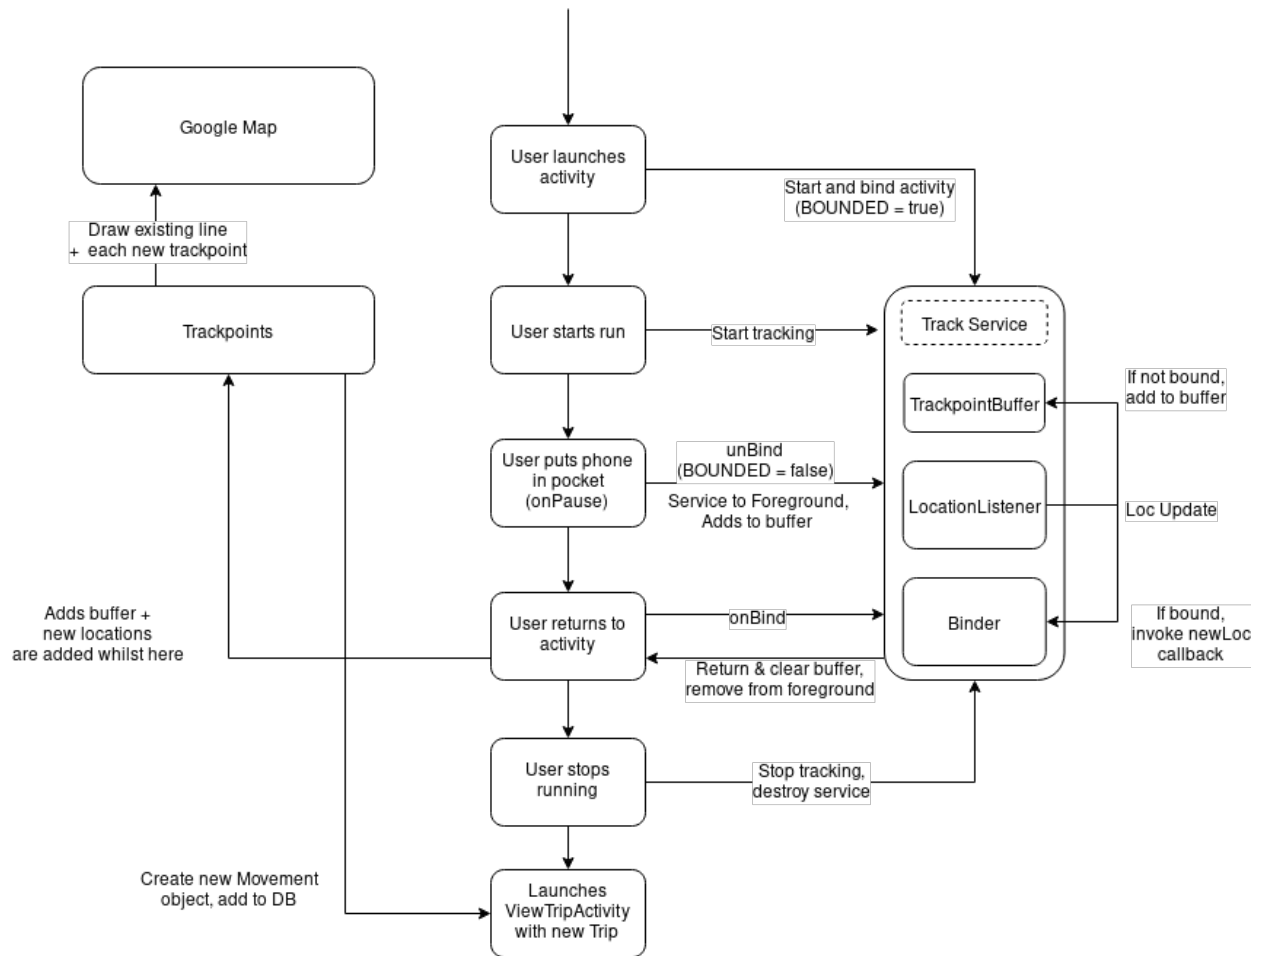 Google Map
User launches
activity
Start and bind activity
(BOUNDED = true)
Draw existing line
+ each new trackpoint
Trackpoints
User starts run
Start tracking
Track Service
TrackpointBuffer
If not bound,
add to buffer
User puts phone
in pocket
(onPause)
unBind
(BOUNDED = false)
Service to Foreground,
Adds to buffer
LocationListener
Loc Update
Adds buffer +
new locations
are added whilst here
User returns to
activity
onBind
Binder
If bound,
invoke newLoc
callback
Return & clear buffer,
remove from foreground
User stops
running
Stop tracking,
destroy service
Create new Movement
object, add to DB
Launches
ViewTripActivity
with new Trip